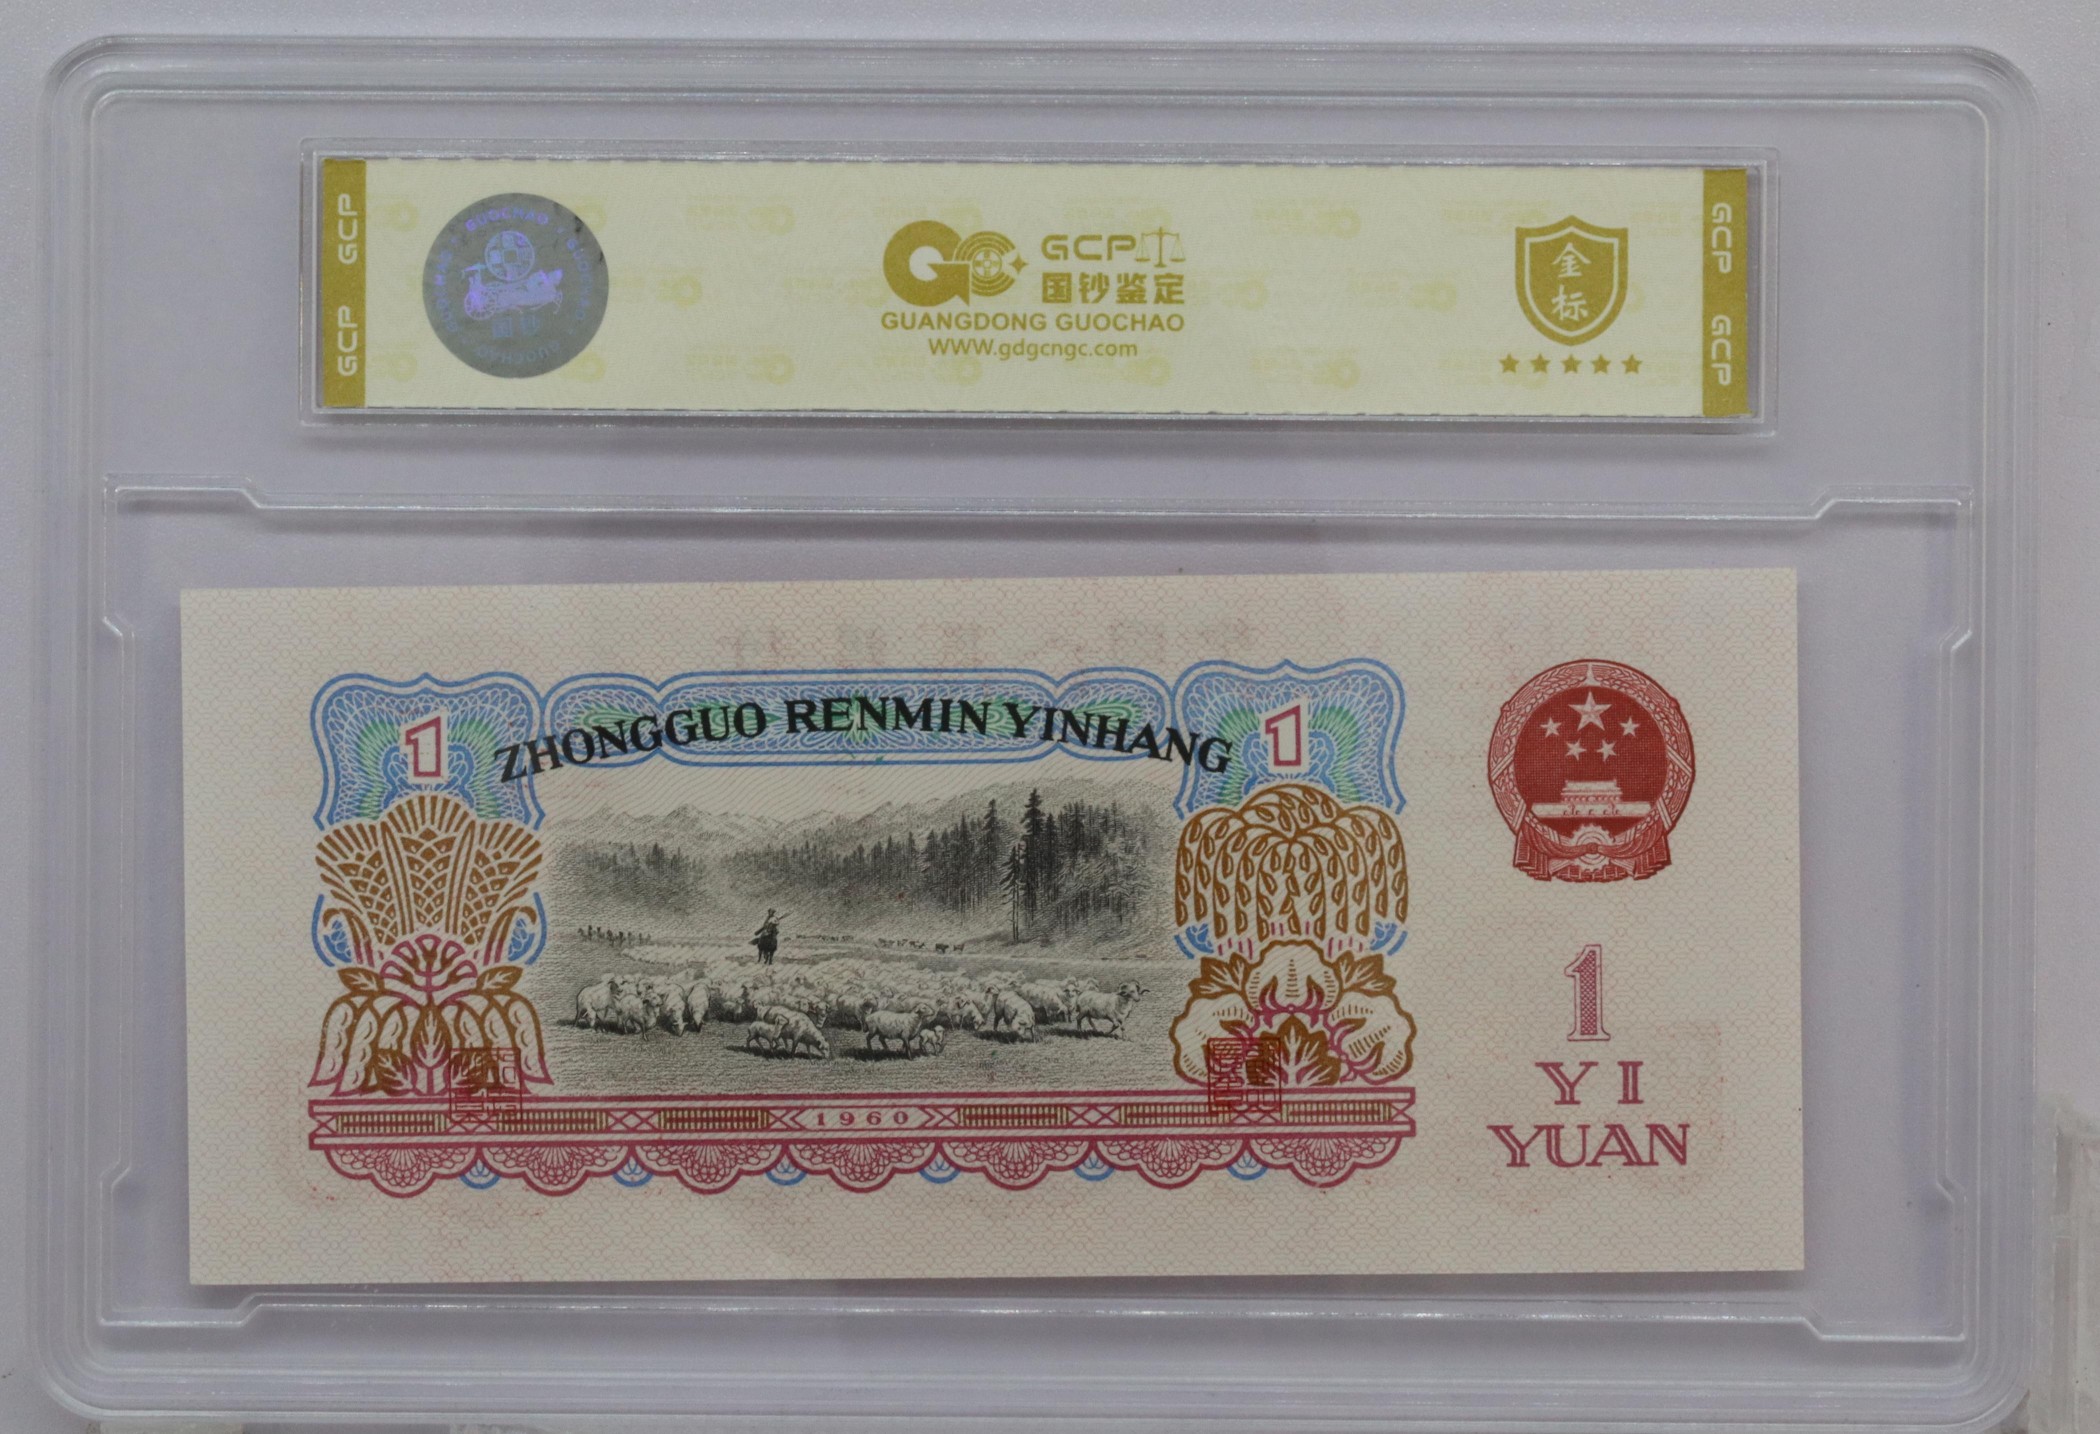 GCP GCP
GUOCHAO
GCP
国钞鉴定
GUANGDONG GUOCHAO
WWW.gdgcngc.com
金
标
GCP GCP
ZHONGGUO RENMIN YINHANG
1
1
1960
1
YI
YUAN